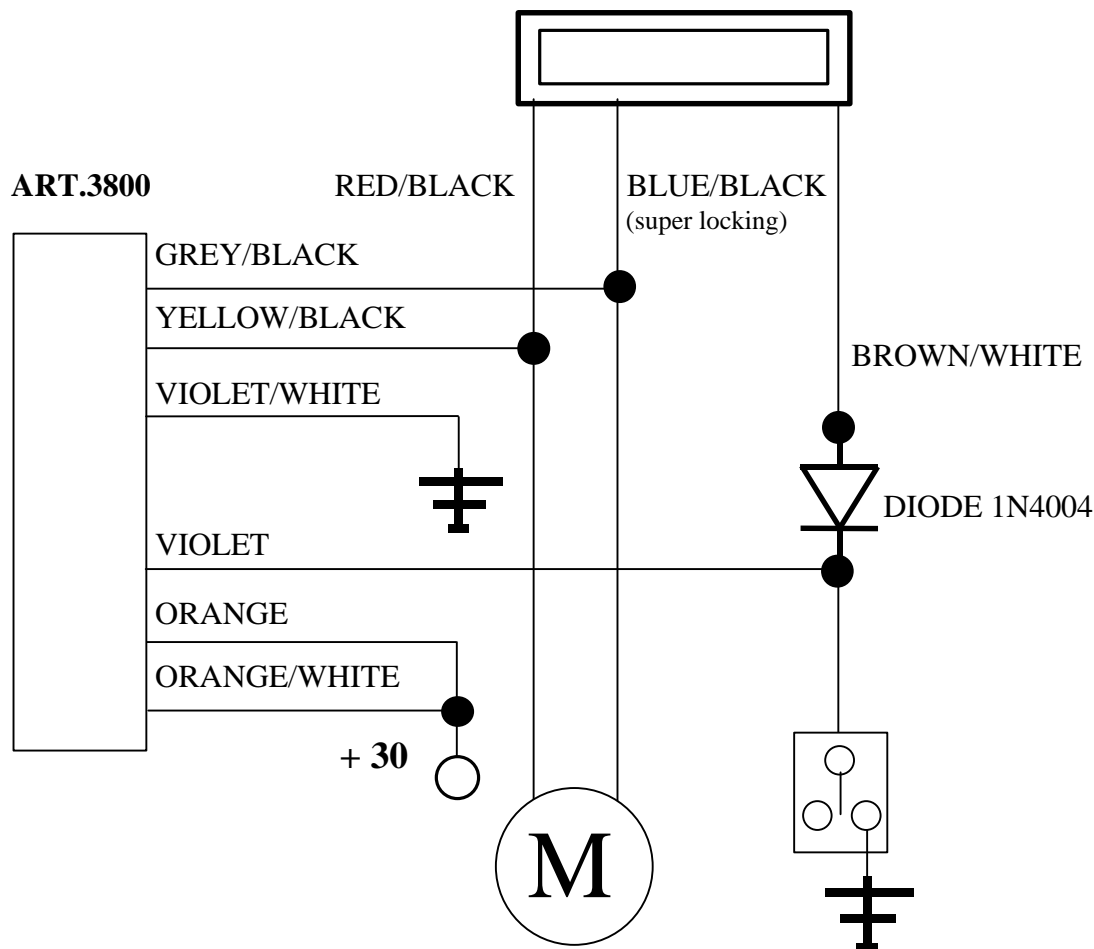 ART.3800
RED/BLACK
BLUE/BLACK
(super locking)
GREY/BLACK
YELLOW/BLACK
BROWN/WHITE
VIOLET/WHITE
DIODE 1N4004
VIOLET
ORANGE
ORANGE/WHITE
+ 30
M